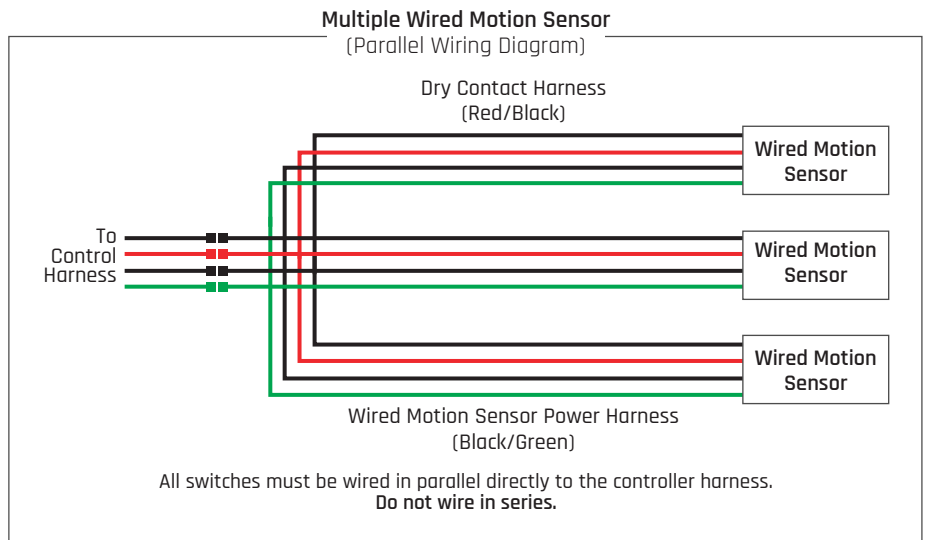 Multiple Wired Motion Sensor
(Parallel Wiring Diagram)
Dry Contact Harness
(Red/Black)
Wired Motion
Sensor
To
Control
Harness
Wired Motion
Sensor
Wired Motion
Sensor
Wired Motion Sensor Power Harness
(Black/Green)
All switches must be wired in parallel directly to the controller harness.
Do not wire in series.